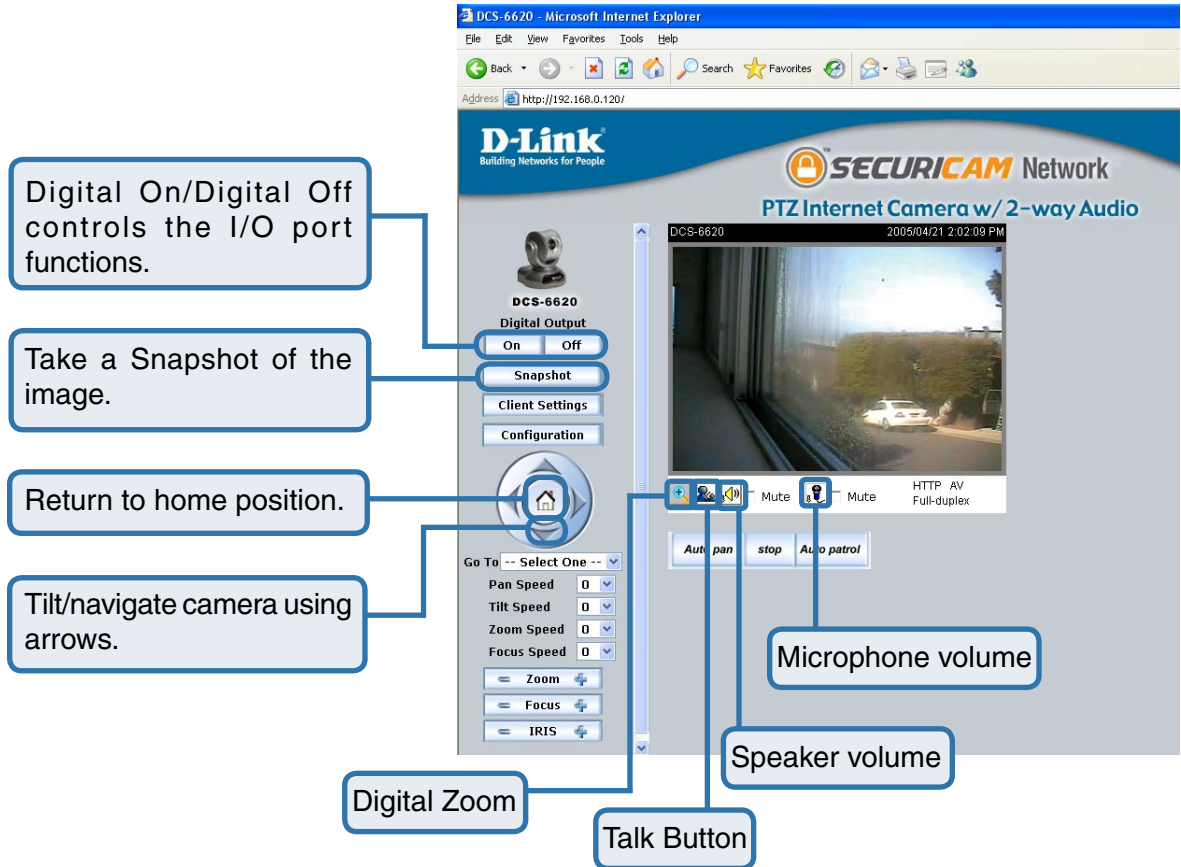 DCS-6620 - Microsoft Internet Explorer
File Edit View Favorites Tools Help
Back Search Favorites
Address http://192.168.0.120/
D-Link
Building Networks for People
SECURICAM Network
TM
PTZ Internet Camera w/ 2-way Audio
Digital On/Digital Off
controls the I/O port
functions.
Take a Snapshot of the
image.
Return to home position.
Tilt/navigate camera using
arrows.
DCS-6620
Digital Output
On Off
Snapshot
Client Settings
Configuration
Go To -- Select One --
Pan Speed 0
Tilt Speed 0
Zoom Speed 0
Focus Speed 0
Zoom
Focus
IRIS
DCS-6620 2005/04/21 2:02:09 PM
Mute Mute HTTP AV
Full-duplex
Auto pan stop Auto patrol
Microphone volume
Speaker volume
Digital Zoom
Talk Button